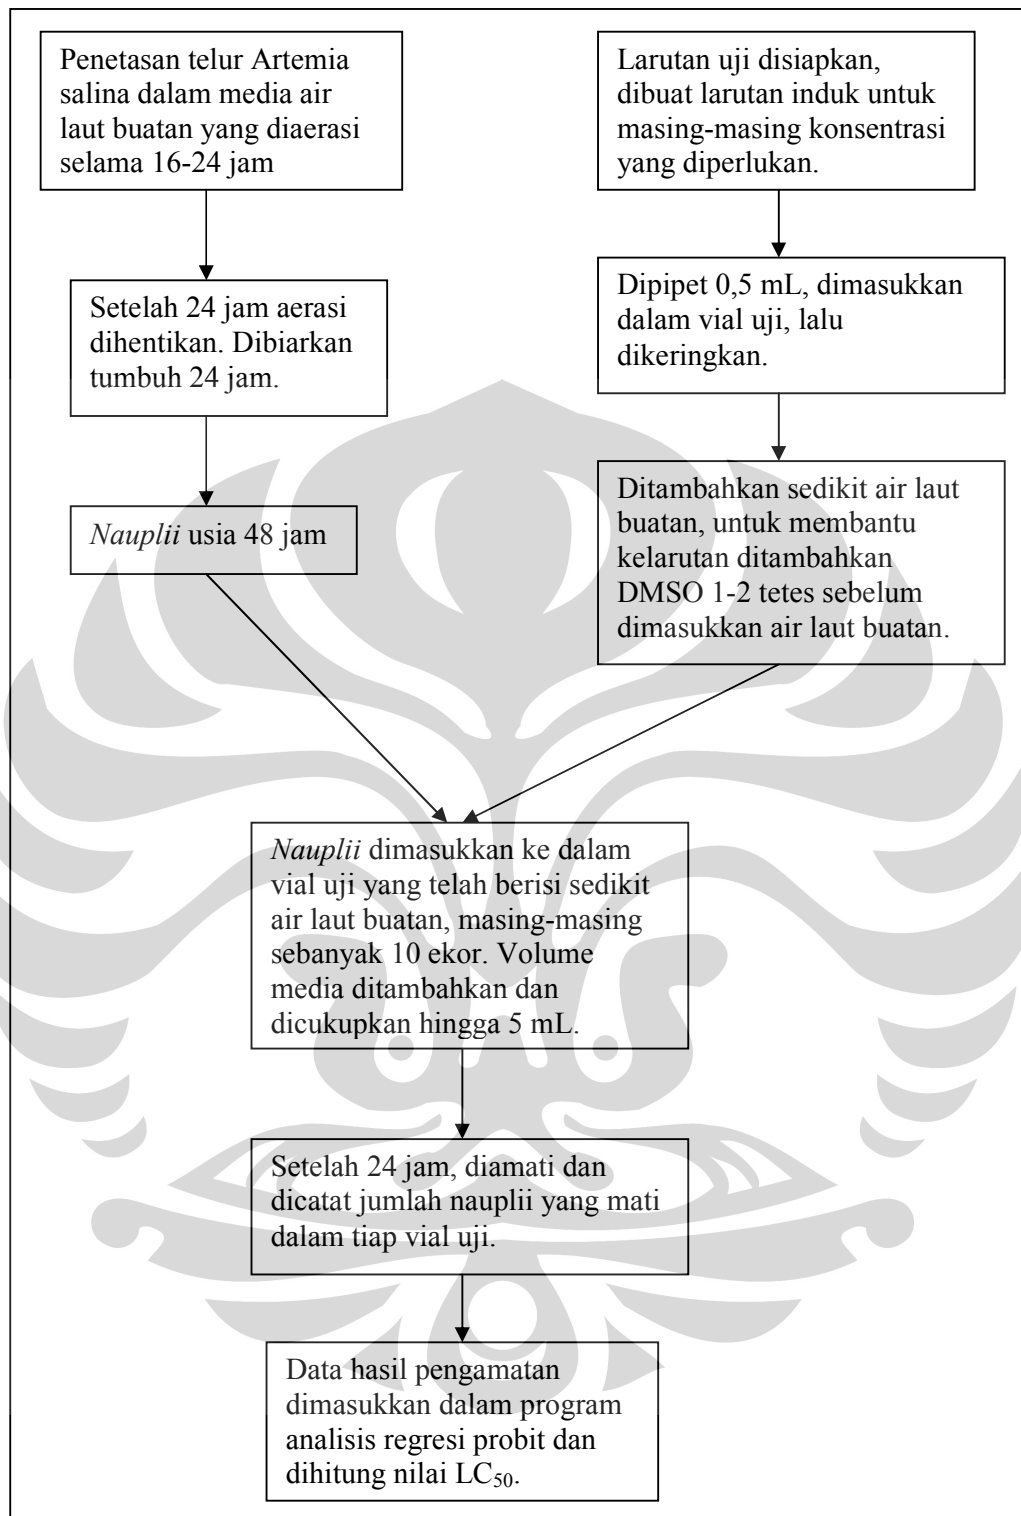 Penetasan telur Artemia
salina dalam media air
laut buatan yang diaerasi
selama 16-24 jam
Setelah 24 jam aerasi
dihentikan. Dibiarkan
tumbuh 24 jam.
Nauplii usia 48 jam
Larutan uji disiapkan,
dibuat larutan induk untuk
masing-masing konsentrasi
yang diperlukan.
Dipipet 0,5 mL, dimasukkan
dalam vial uji, lalu
dikeringkan.
Ditambahkan sedikit air laut
buatan, untuk membantu
kelarutan ditambahkan
DMSO 1-2 tetes sebelum
dimasukkan air laut buatan.
Nauplii dimasukkan ke dalam
vial uji yang telah berisi sedikit
air laut buatan, masing-masing
sebanyak 10 ekor. Volume
media ditambahkan dan
dicukupkan hingga 5 mL.
Setelah 24 jam, diamati dan
dicatat jumlah nauplii yang mati
dalam tiap vial uji.
Data hasil pengamatan
dimasukkan dalam program
analisis regresi probit dan
dihitung nilai LC₅₀.